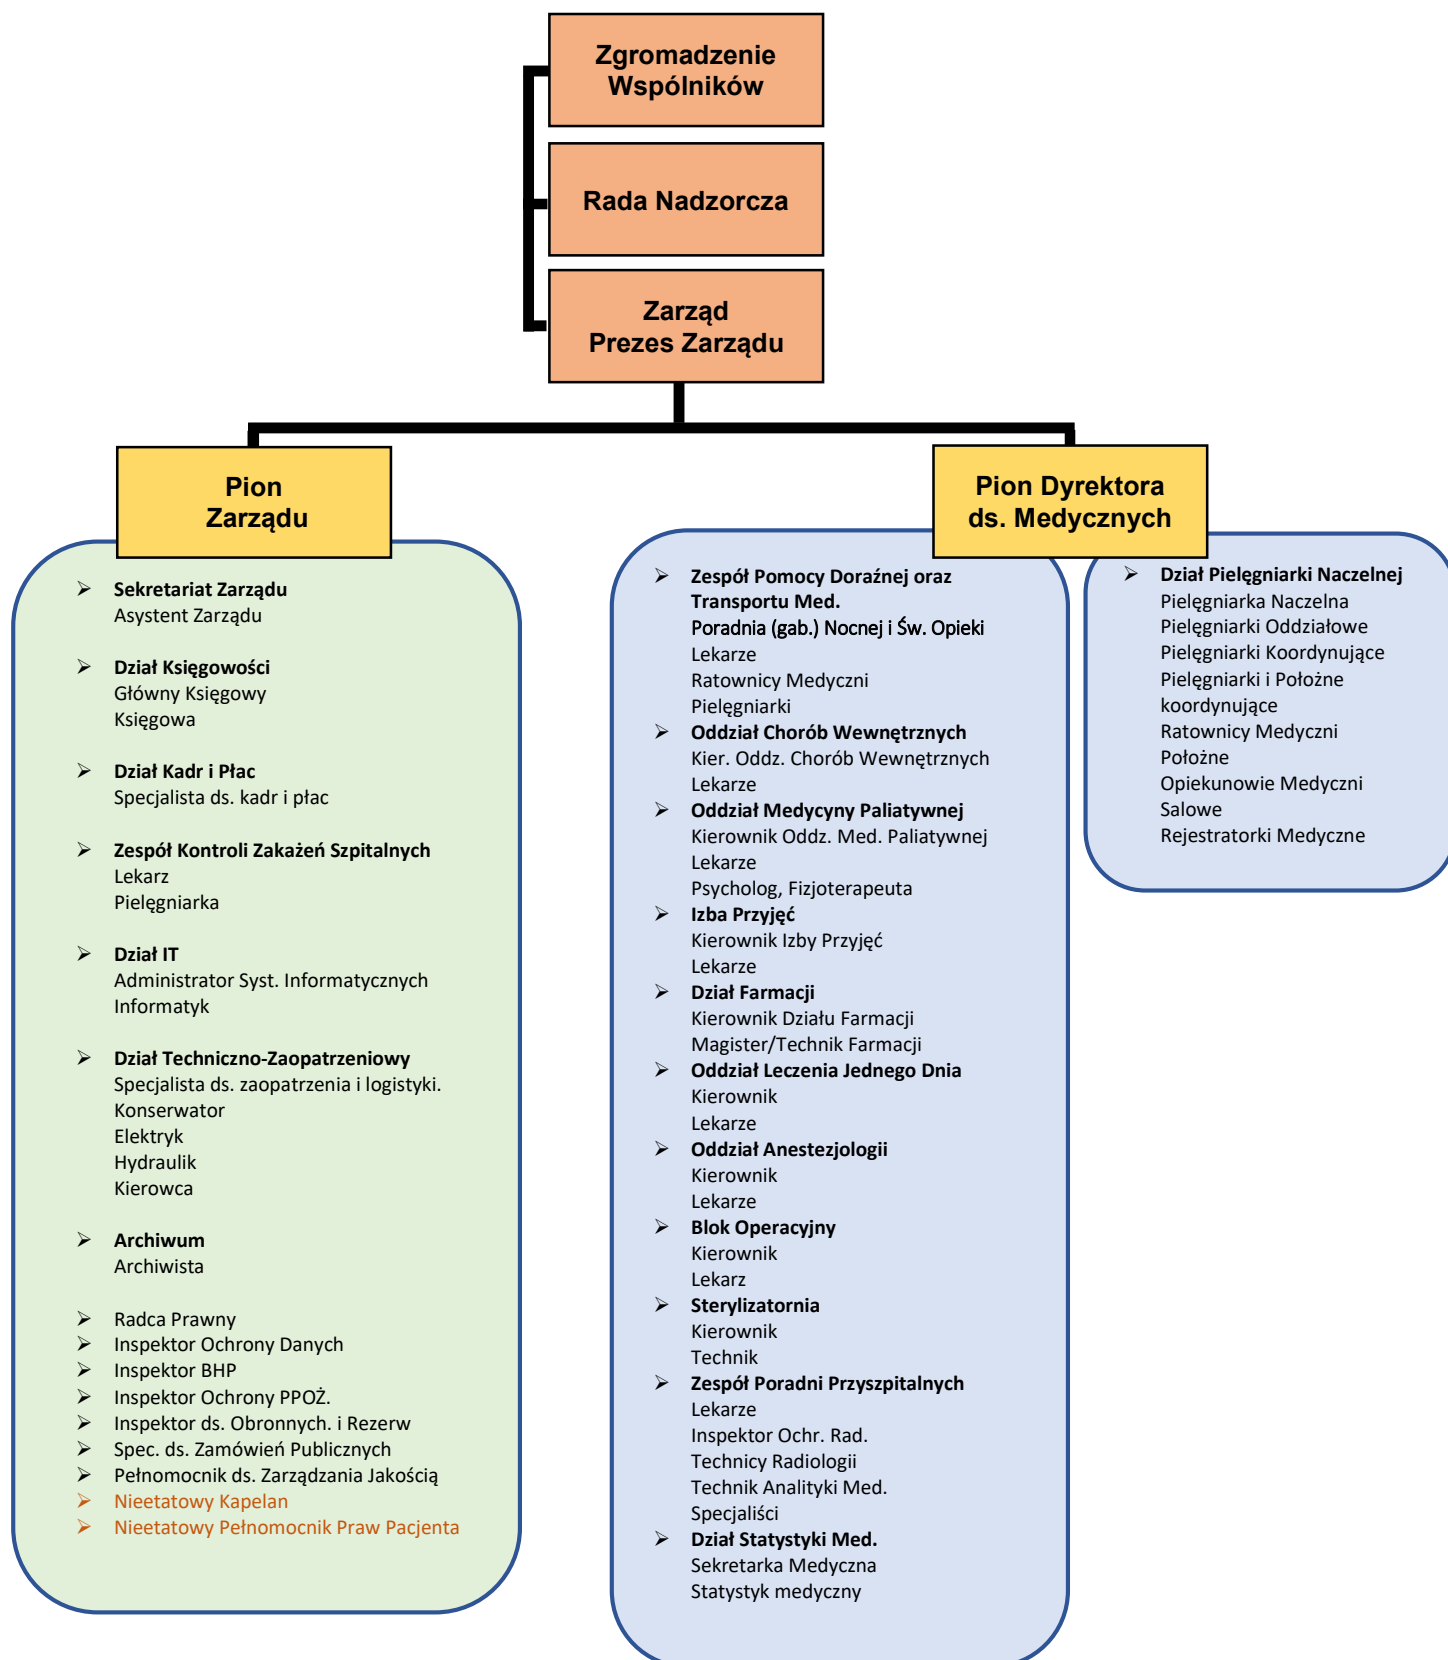 Zgromadzenie
Wspólników
Rada Nadzorcza
Zarząd
Prezes Zarządu
Pion
Zarządu
➢ Sekretariat Zarządu
Asystent Zarządu
➢ Dział Księgowości
Główny Księgowy
Księgowa
➢ Dział Kadr i Płac
Specjalista ds. kadr i płac
➢ Zespół Kontroli Zakażeń Szpitalnych
Lekarz
Pielęgniarka
➢ Dział IT
Administrator Syst. Informatycznych
Informatyk
➢ Dział Techniczno-Zaopatrzeniowy
Specjalista ds. zaopatrzenia i logistyki.
Konserwator
Elektryk
Hydraulik
Kierowca
➢ Archiwum
Archiwista
➢ Radca Prawny
➢ Inspektor Ochrony Danych
➢ Inspektor BHP
➢ Inspektor Ochrony PPOŻ.
➢ Inspektor ds. Obronnych. i Rezerw
➢ Spec. ds. Zamówień Publicznych
➢ Pełnomocnik ds. Zarządzania Jakością
➢ Nieetatowy Kapelan
➢ Nieetatowy Pełnomocnik Praw Pacjenta
Pion Dyrektora
ds. Medycznych
➢ Zespół Pomocy Doraźnej oraz
Transportu Med.
Poradnia (gab.) Nocnej i Św. Opieki
Lekarze
Ratownicy Medyczni
Pielęgniarki
➢ Oddział Chorób Wewnętrznych
Kier. Oddz. Chorób Wewnętrznych
Lekarze
➢ Oddział Medycyny Paliatywnej
Kierownik Oddz. Med. Paliatywnej
Lekarze
Psycholog, Fizjoterapeuta
➢ Izba Przyjęć
Kierownik Izby Przyjęć
Lekarze
➢ Dział Farmacji
Kierownik Działu Farmacji
Magister/Technik Farmacji
➢ Oddział Leczenia Jednego Dnia
Kierownik
Lekarze
➢ Oddział Anestezjologii
Kierownik
Lekarze
➢ Blok Operacyjny
Kierownik
Lekarz
➢ Sterylizatornia
Kierownik
Technik
➢ Zespół Poradni Przyszpitalnych
Lekarze
Inspektor Ochr. Rad.
Technicy Radiologii
Technik Analityki Med.
Specjaliści
➢ Dział Statystyki Med.
Sekretarka Medyczna
Statystyk medyczny
➢ Dział Pielęgniarki Naczelnej
Pielęgniarka Naczelna
Pielęgniarki Oddziałowe
Pielęgniarki Koordynujące
Pielęgniarki i Położne
koordynujące
Ratownicy Medyczni
Położne
Opiekunowie Medyczni
Salowe
Rejestratorki Medyczne